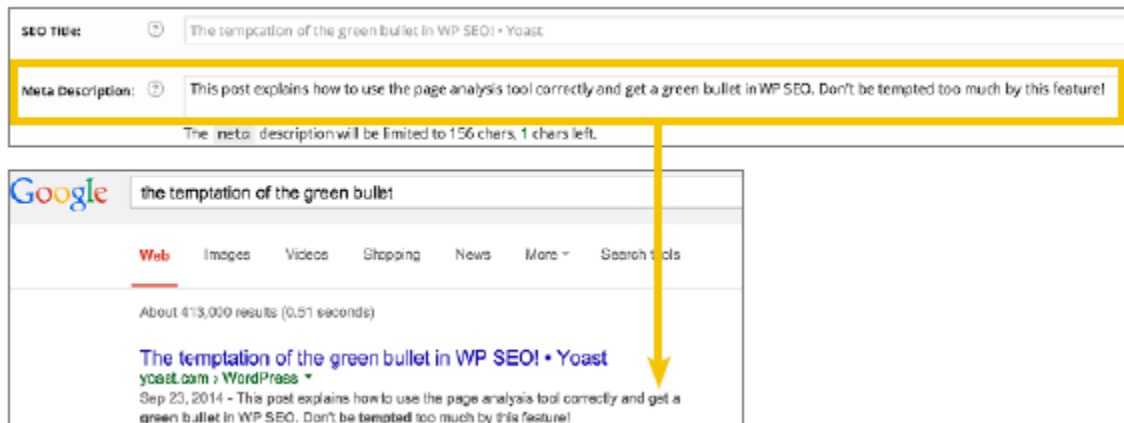 SEO Title: ? The temptation of the green bullet in WP SEO! • Yoast
Meta Description: ? This post explains how to use the page analysis tool correctly and get a green bullet in WP SEO. Don't be tempted too much by this feature!
The meta description will be limited to 156 chars, 1 chars left.
Google the temptation of the green bullet
Web Images Videos Shopping News More Search tools
About 413,000 results (0.51 seconds)
The temptation of the green bullet in WP SEO! • Yoast
yoast.com › WordPress
Sep 23, 2014 - This post explains how to use the page analysis tool correctly and get a
green bullet in WP SEO. Don't be tempted too much by this feature!